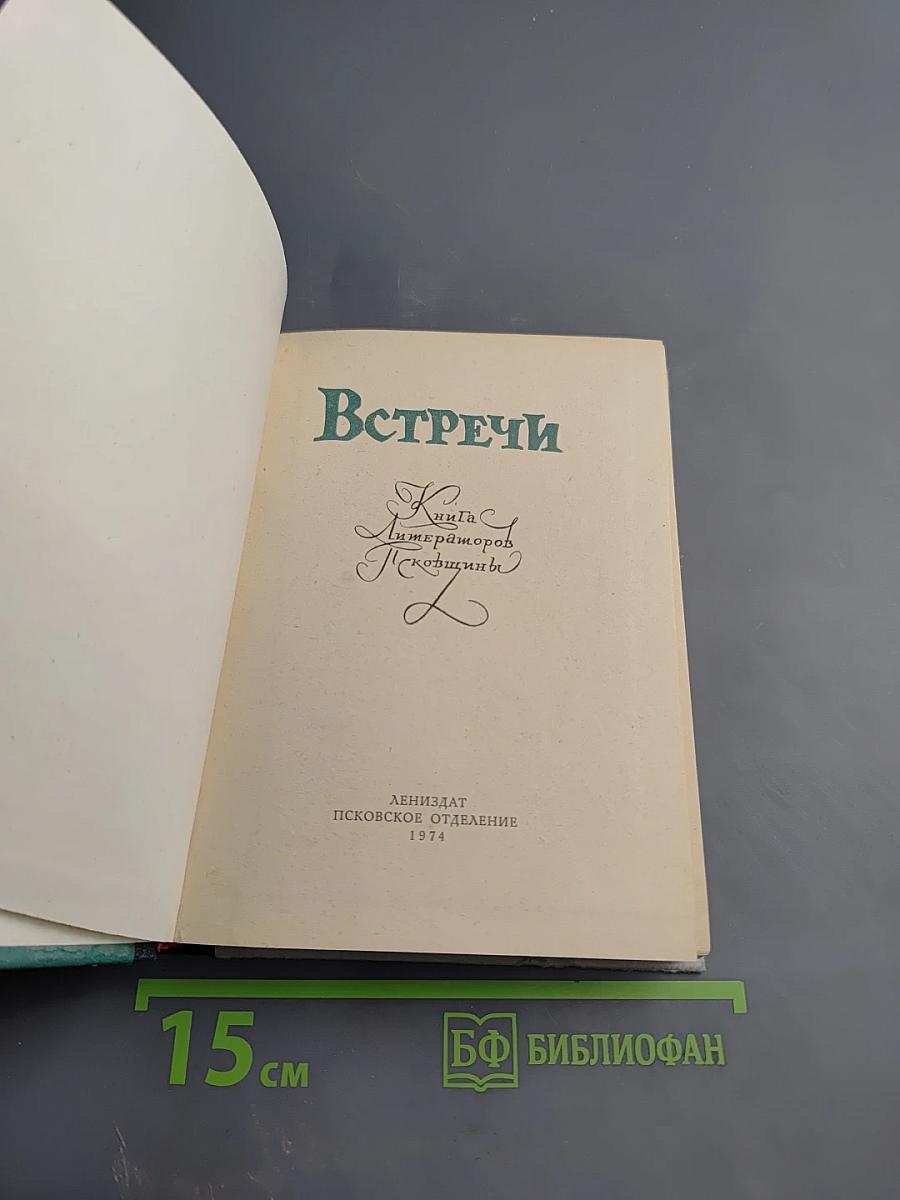 Встречи
Книга
Литераторов
Псковщины
ЛЕНИЗДАТ
ПСКОВСКОЕ ОТДЕЛЕНИЕ
1974
15 см
БФ БИБЛИОФАН